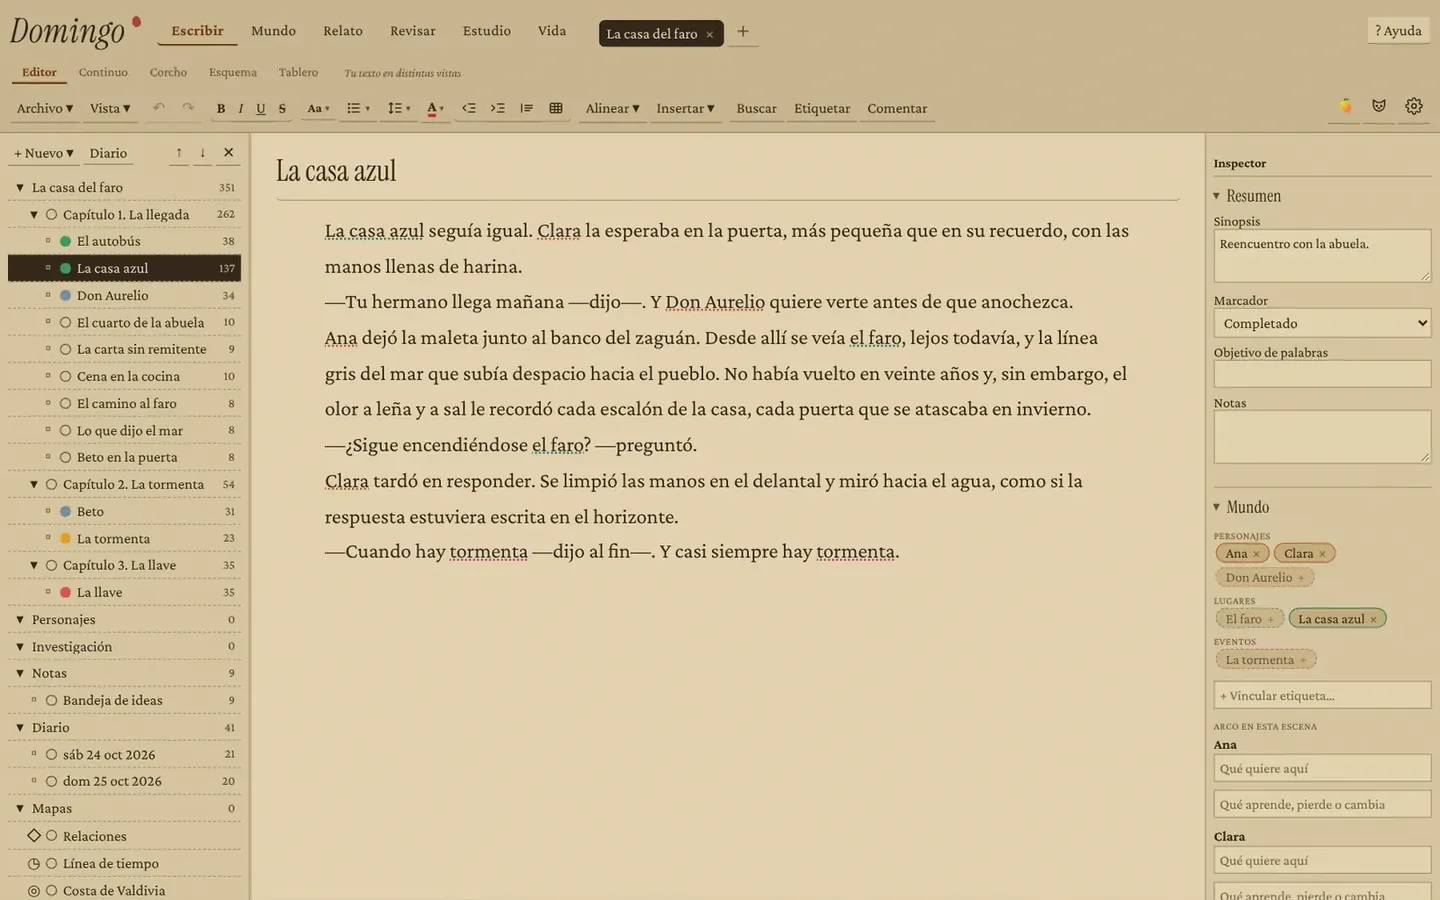 Domingo
Escribir Mundo Relato Revisar Estudio Vida
La casa del faro × +
? Ayuda
Editor Continuo Corcho Esquema Tablero Tu texto en distintas vistas
Archivo ▾ Vista ▾ B I U S Aa A Alinear ▾ Insertar ▾ Buscar Etiquetar Comentar
+ Nuevo ▾ Diario ↑ ↓ ✕
▼ La casa del faro 351
▼ Capítulo 1. La llegada 262
El autobús 38
La casa azul 137
Don Aurelio 34
El cuarto de la abuela 10
La carta sin remitente 9
Cena en la cocina 10
El camino al faro 8
Lo que dijo el mar 8
Beto en la puerta 8
▼ Capítulo 2. La tormenta 54
Beto 31
La tormenta 23
▼ Capítulo 3. La llave 35
La llave 35
▼ Personajes 0
▼ Investigación 0
▼ Notas 9
Bandeja de ideas 9
▼ Diario 41
sáb 24 oct 2026 21
dom 25 oct 2026 20
▼ Mapas 0
Relaciones
Línea de tiempo
Costa de Valdivia
La casa azul
La casa azul seguía igual. Clara la esperaba en la puerta, más pequeña que en su recuerdo, con las
manos llenas de harina.
—Tu hermano llega mañana —dijo—. Y Don Aurelio quiere verte antes de que anochezca.
Ana dejó la maleta junto al banco del zaguán. Desde allí se veía el faro, lejos todavía, y la línea
gris del mar que subía despacio hacia el pueblo. No había vuelto en veinte años y, sin embargo, el
olor a leña y a sal le recordó cada escalón de la casa, cada puerta que se atascaba en invierno.
—¿Sigue encendiéndose el faro? —preguntó.
Clara tardó en responder. Se limpió las manos en el delantal y miró hacia el agua, como si la
respuesta estuviera escrita en el horizonte.
—Cuando hay tormenta —dijo al fin—. Y casi siempre hay tormenta.
Inspector
▼ Resumen
Sinopsis
Reencuentro con la abuela.
Marcador
Completado
Objetivo de palabras
Notas
▼ Mundo
PERSONAJES
Ana × Clara ×
Don Aurelio +
LUGARES
El faro + La casa azul ×
EVENTOS
La tormenta +
+ Vincular etiqueta...
ARCO EN ESTA ESCENA
Ana
Qué quiere aquí
Qué aprende, pierde o cambia
Clara
Qué quiere aquí
Qué aprende, pierde o cambia